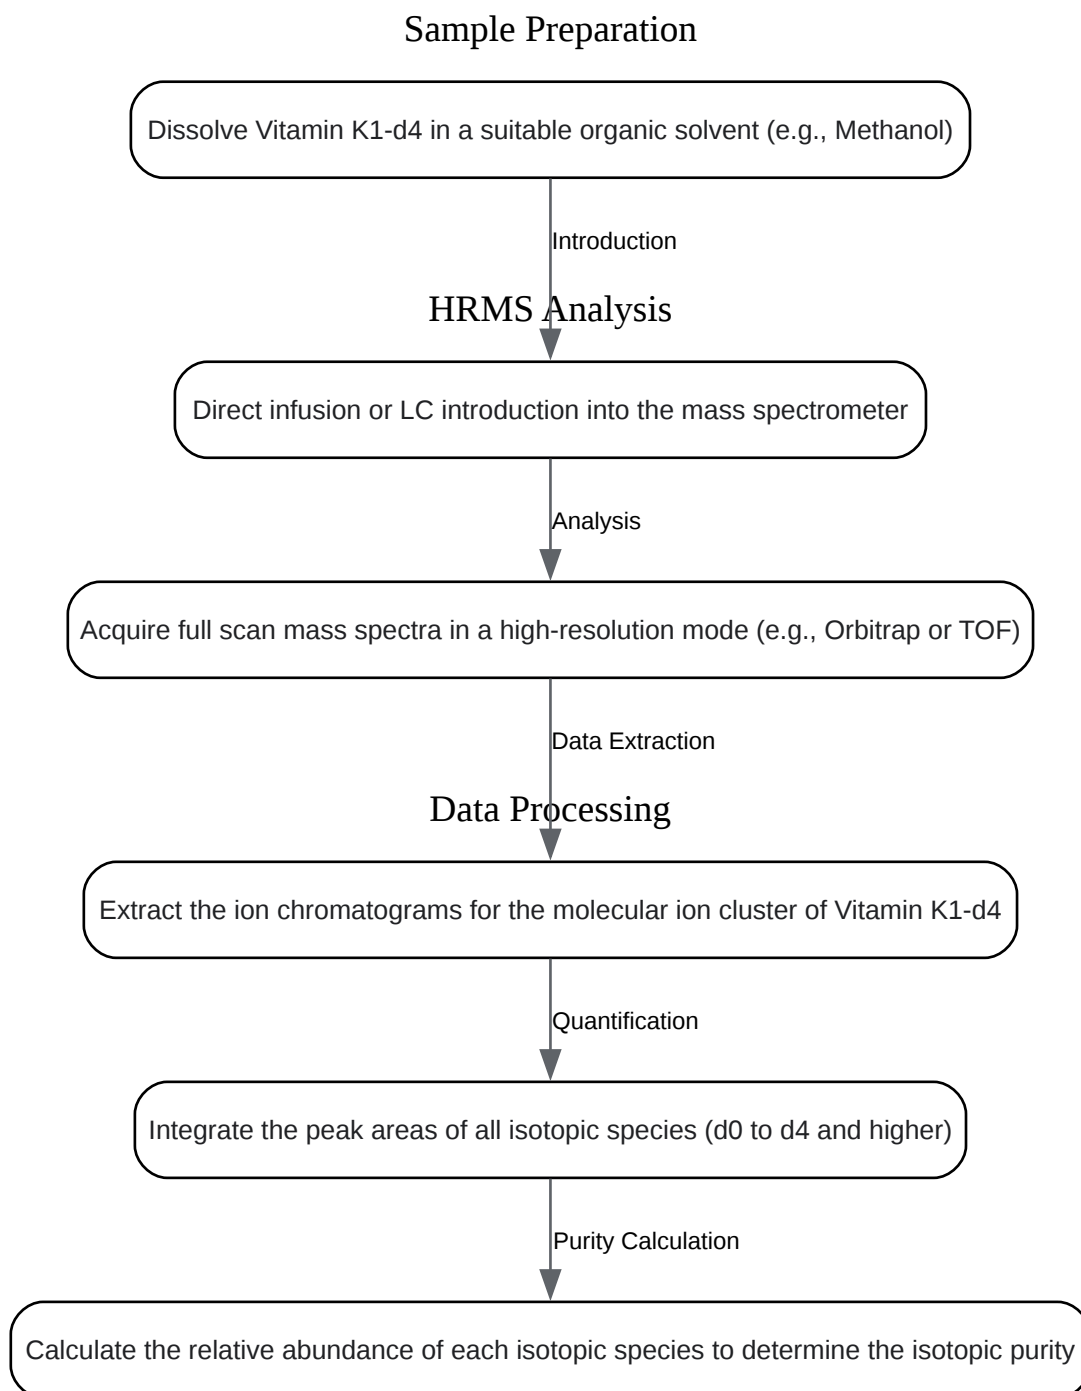 Sample Preparation
Dissolve Vitamin K1-d4 in a suitable organic solvent (e.g., Methanol)
Introduction
HRMS Analysis
Direct infusion or LC introduction into the mass spectrometer
Analysis
Acquire full scan mass spectra in a high-resolution mode (e.g., Orbitrap or TOF)
Data Extraction
Data Processing
Extract the ion chromatograms for the molecular ion cluster of Vitamin K1-d4
Quantification
Integrate the peak areas of all isotopic species (d0 to d4 and higher)
Purity Calculation
Calculate the relative abundance of each isotopic species to determine the isotopic purity